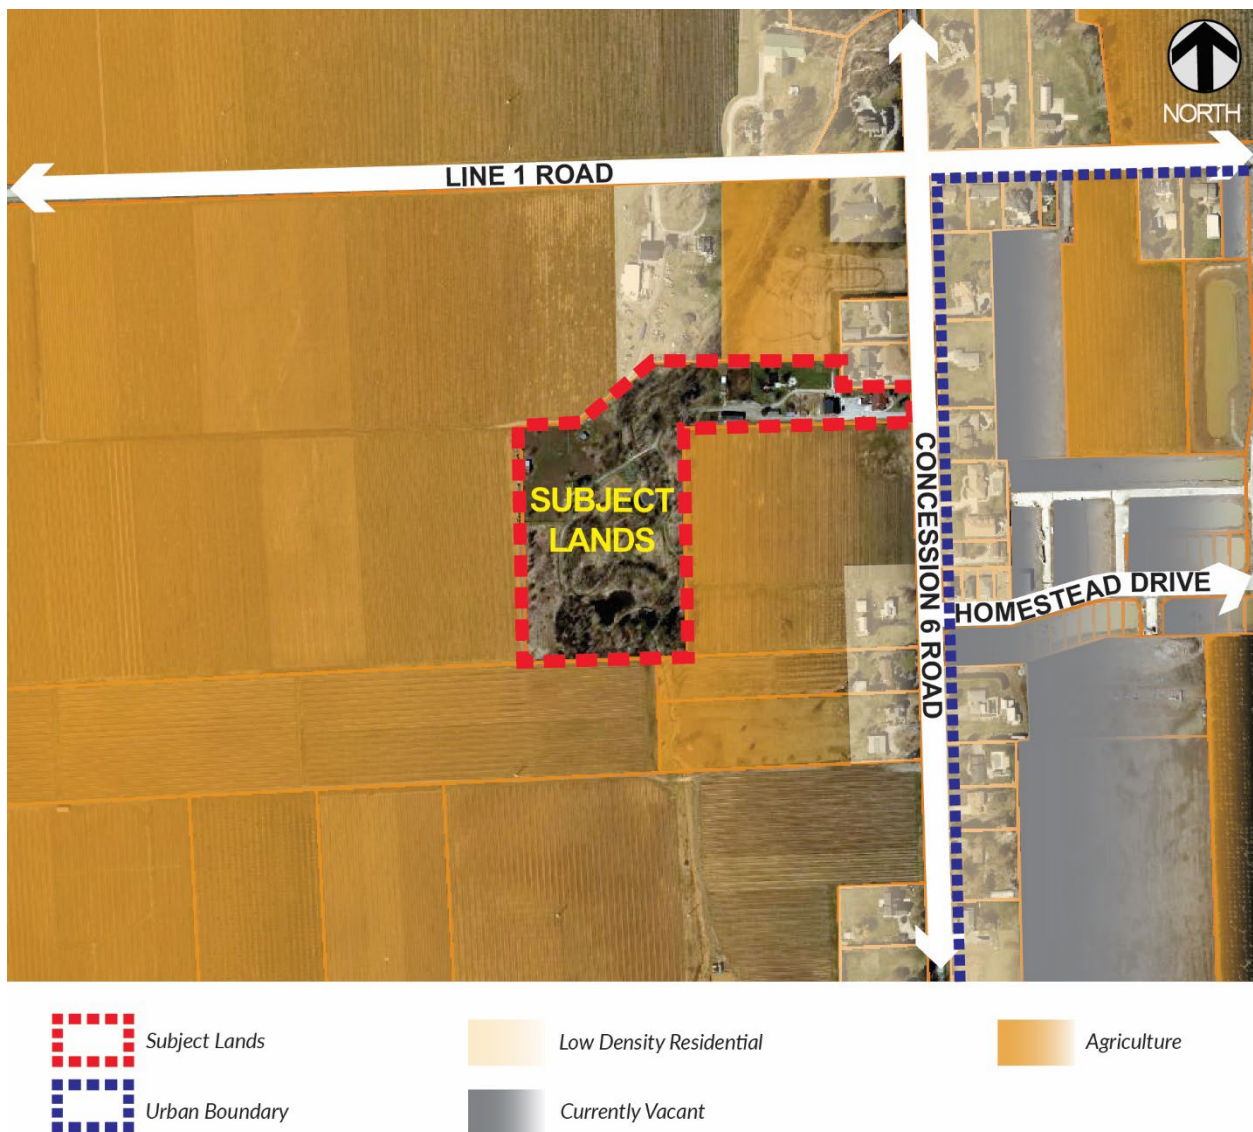 NORTH
LINE 1 ROAD
SUBJECT
LANDS
CONCESSION 6 ROAD
HOMESTEAD DRIVE
Subject Lands
Low Density Residential
Agriculture
Urban Boundary
Currently Vacant